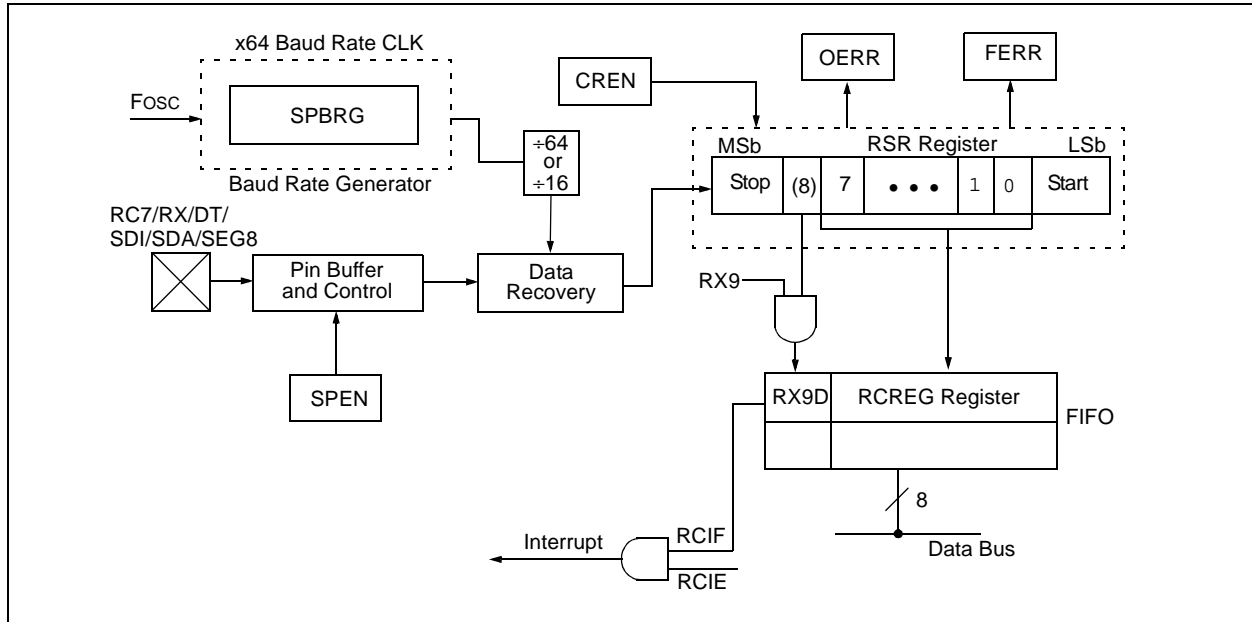 x64 Baud Rate CLK
FOSC
SPBRG
Baud Rate Generator
÷64
or
÷16
CREN
OERR
FERR
MSb
RSR Register
LSb
Stop
(8)
7
• • •
1
0
Start
RC7/RX/DT/
SDI/SDA/SEG8
Pin Buffer
and Control
Data
Recovery
RX9
SPEN
RX9D
RCREG Register
FIFO
8
Data Bus
Interrupt
RCIF
RCIE